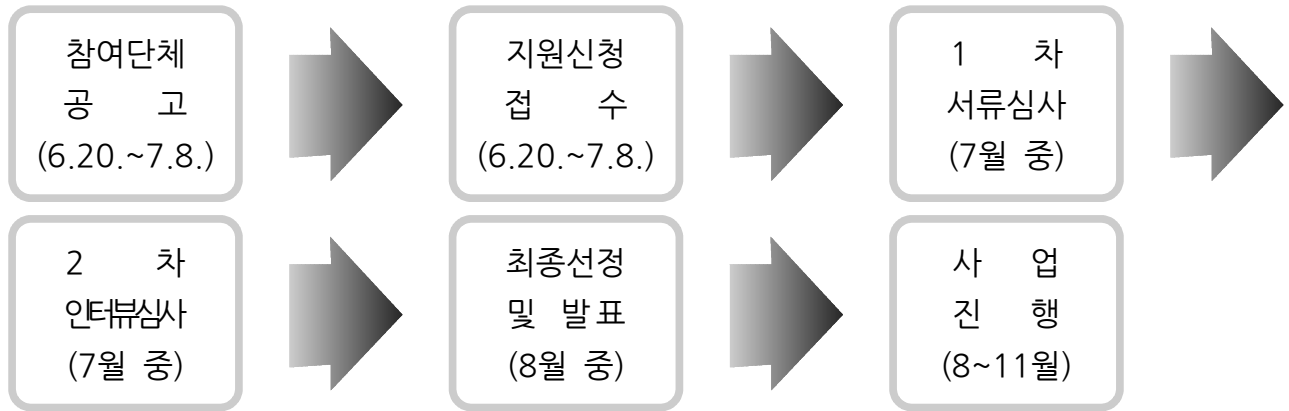 참여단체
공 고
(6.20.~7.8.)
지원신청
접 수
(6.20.~7.8.)
1 차
서류심사
(7월 중)
2 차
인터뷰심사
(7월 중)
최종선정
및 발표
(8월 중)
사 업
진 행
(8~11월)